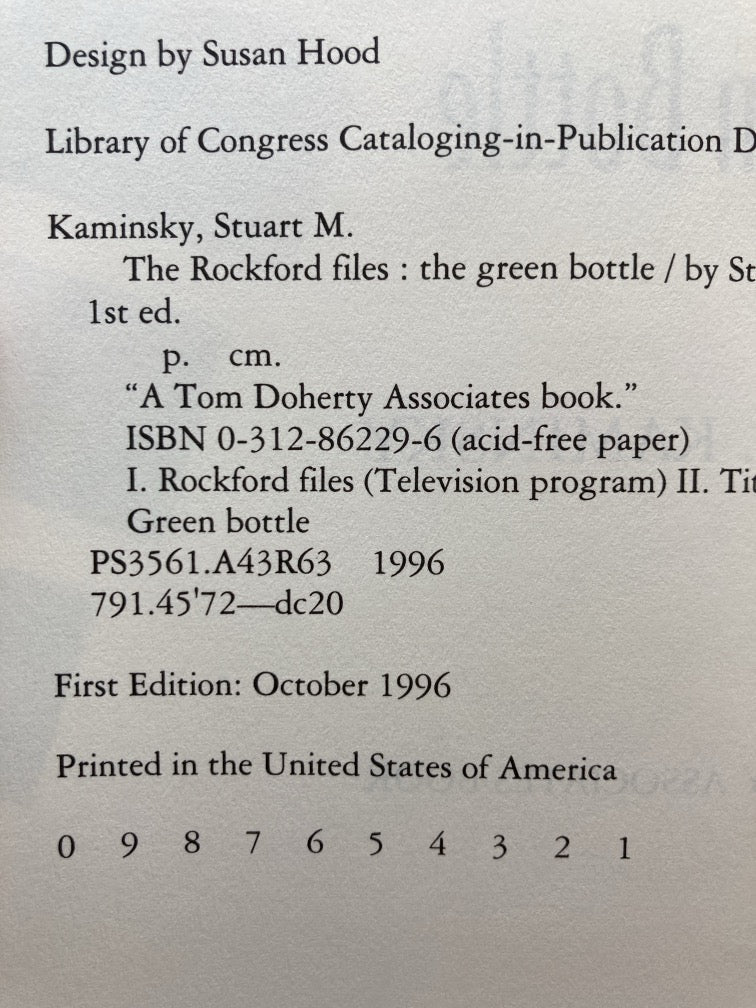 Design by Susan Hood
Library of Congress Cataloging-in-Publication D
Kaminsky, Stuart M.
The Rockford files : the green bottle / by St
1st ed.
p. cm.
"A Tom Doherty Associates book."
ISBN 0-312-86229-6 (acid-free paper)
I. Rockford files (Television program) II. Tit
Green bottle
PS3561.A43R63 1996
791.45'72—dc20
First Edition: October 1996
Printed in the United States of America
0 9 8 7 6 5 4 3 2 1